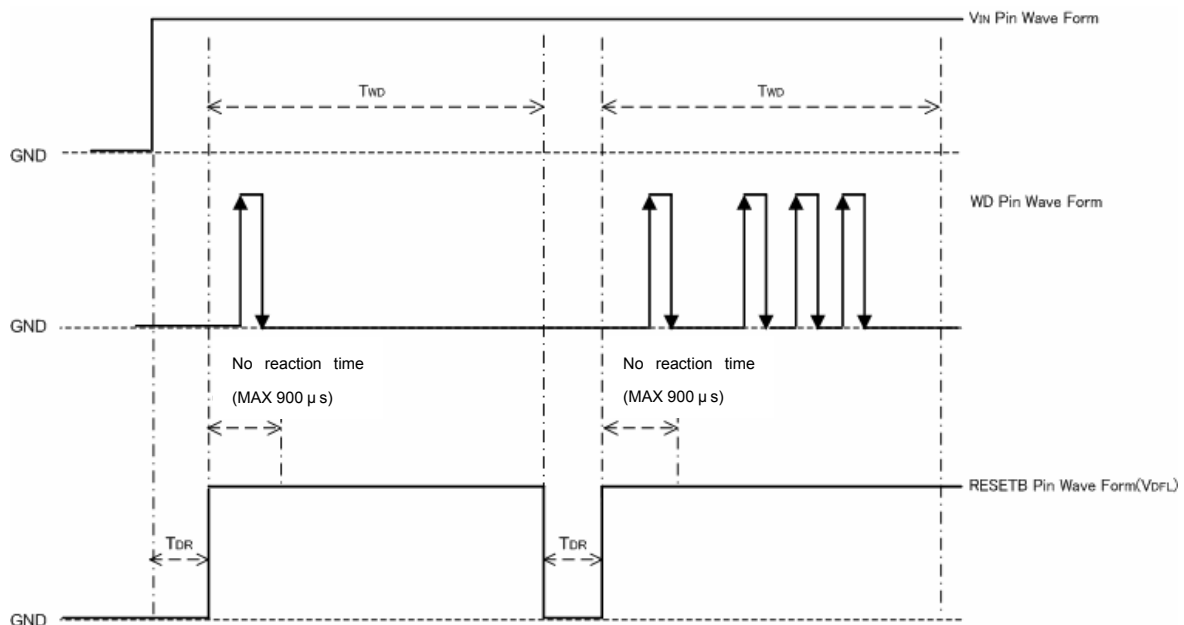 VIN Pin Wave Form
TWD
TWD
GND
WD Pin Wave Form
GND
No reaction time
(MAX 900 μ s)
No reaction time
(MAX 900 μ s)
RESETB Pin Wave Form(VDFL)
TDR
TDR
GND